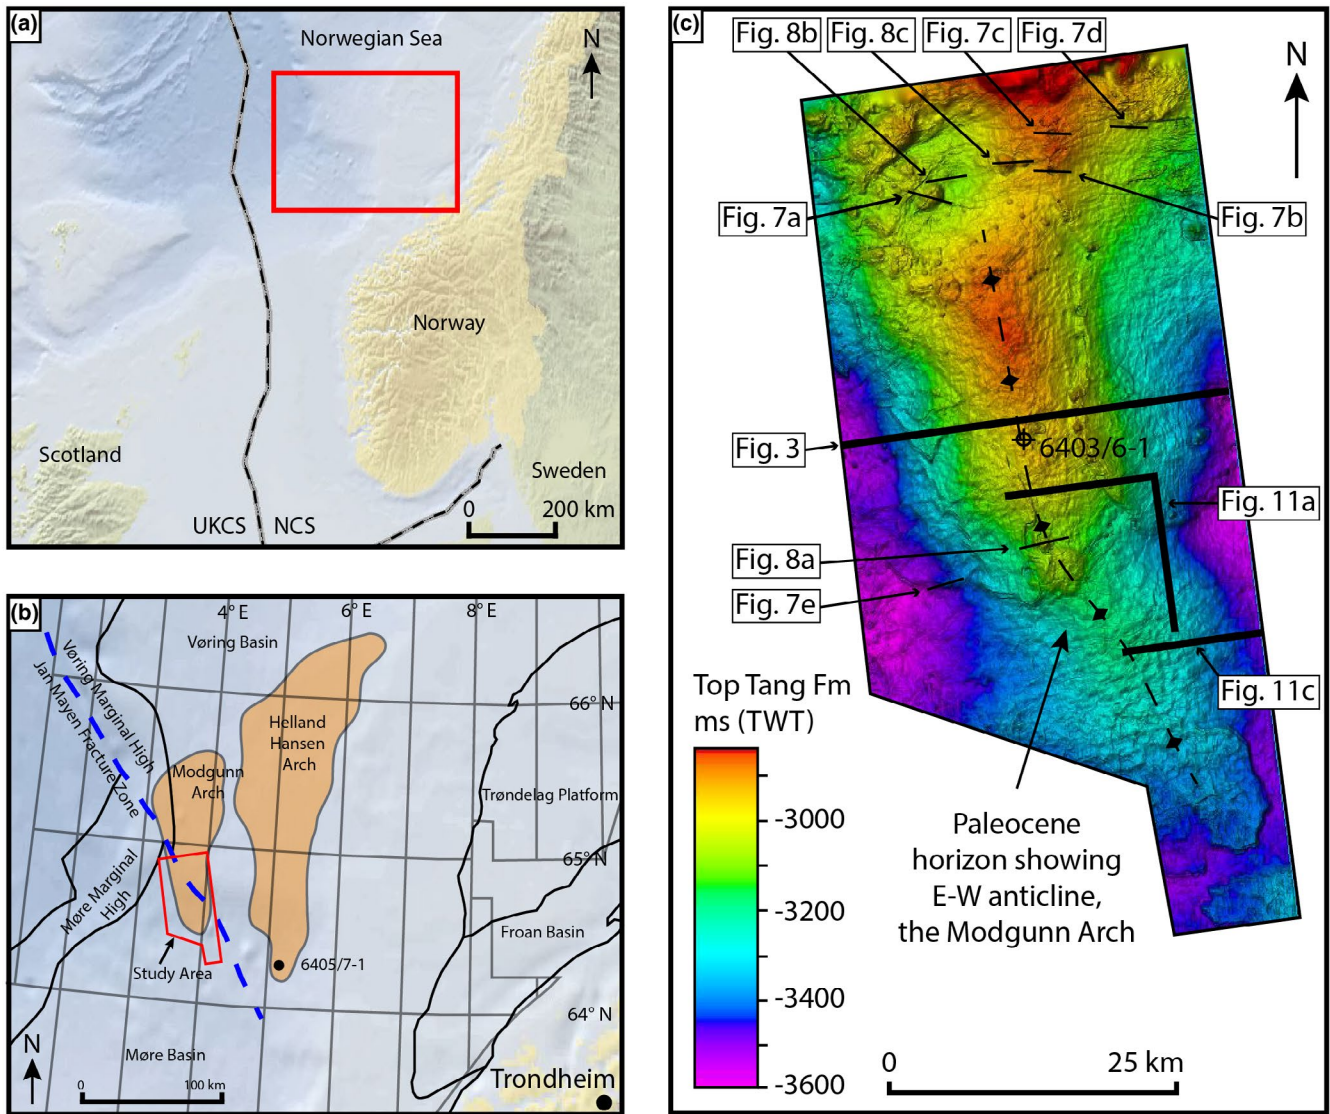 (a)
Norwegian Sea
N
Norway
Scotland
Sweden
UKCS
NCS
0
200 km
(b)
4° E
6° E
8° E
Vøring Basin
Vøring Marginal High
Jan Mayen Fracture Zone
66° N
Helland
Hansen
Arch
Modgunn
Arch
Trøndelag Platform
65° N
Møre Marginal
High
Froan Basin
Study Area
6405/7-1
64° N
N
Møre Basin
0
100 km
Trondheim
(c)
Fig. 8b
Fig. 8c
Fig. 7c
Fig. 7d
N
Fig. 7a
Fig. 7b
Fig. 3
6403/6-1
Fig. 11a
Fig. 8a
Fig. 7e
Fig. 11c
Top Tang Fm
ms (TWT)
-3000
-3200
-3400
-3600
Paleocene
horizon showing
E-W anticline,
the Modgunn Arch
0
25 km